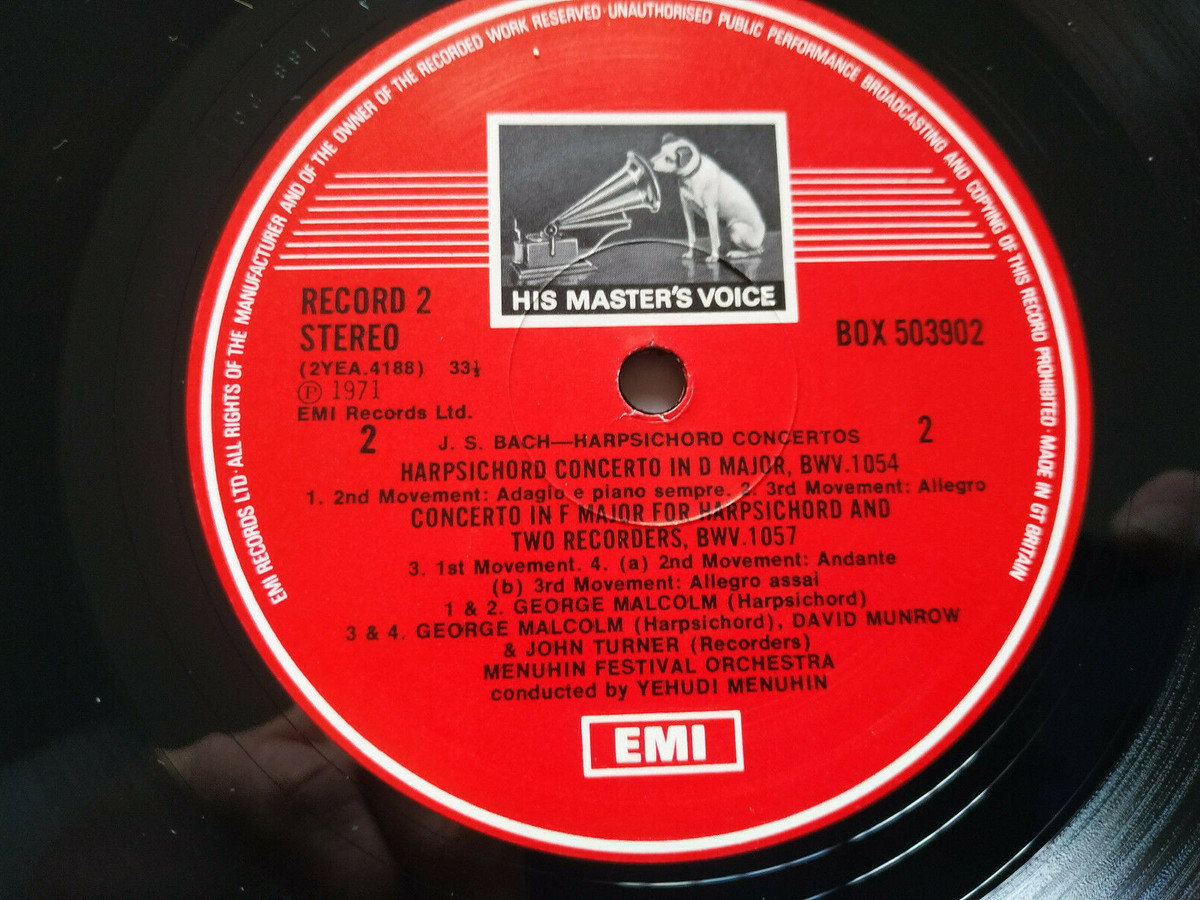 EMI RECORDS LTD · ALL RIGHTS OF THE MANUFACTURER AND OF THE OWNER OF THE RECORDED WORK RESERVED · UNAUTHORISED PUBLIC PERFORMANCE BROADCASTING AND COPYING OF THIS RECORD PROHIBITED · MADE IN GT BRITAIN
HIS MASTER'S VOICE
RECORD 2
STEREO
BOX 503902
(2YEA.4188) 33⅓
Ⓟ 1971
EMI Records Ltd.
2 J. S. BACH—HARPSICHORD CONCERTOS 2
HARPSICHORD CONCERTO IN D MAJOR, BWV.1054
1. 2nd Movement: Adagio e piano sempre. 2. 3rd Movement: Allegro
CONCERTO IN F MAJOR FOR HARPSICHORD AND
TWO RECORDERS, BWV.1057
3. 1st Movement. 4. (a) 2nd Movement: Andante
(b) 3rd Movement: Allegro assai
1 & 2. GEORGE MALCOLM (Harpsichord)
3 & 4. GEORGE MALCOLM (Harpsichord), DAVID MUNROW
& JOHN TURNER (Recorders)
MENUHIN FESTIVAL ORCHESTRA
conducted by YEHUDI MENUHIN
EMI